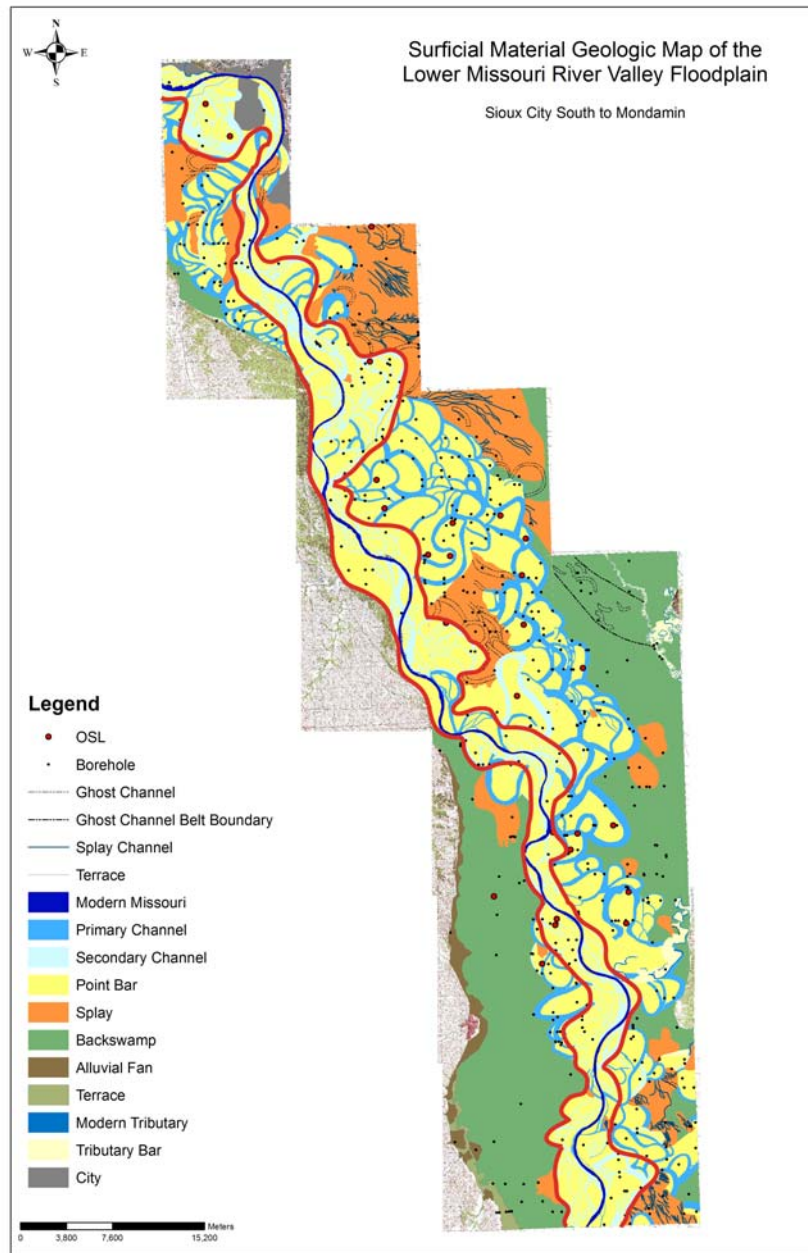 N
W E
S
Surficial Material Geologic Map of the
Lower Missouri River Valley Floodplain
Sioux City South to Mondamin
Legend
OSL
Borehole
Ghost Channel
Ghost Channel Belt Boundary
Splay Channel
Terrace
Modern Missouri
Primary Channel
Secondary Channel
Point Bar
Splay
Backswamp
Alluvial Fan
Terrace
Modern Tributary
Tributary Bar
City
Meters
0 3,800 7,600 15,200